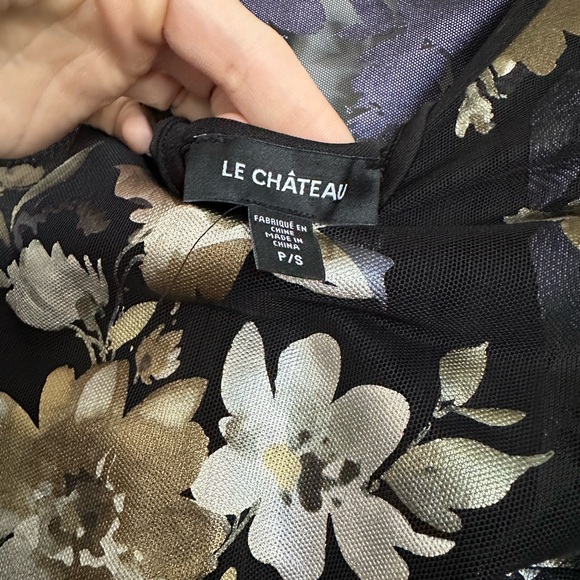 LE CHÂTEAU
FABRIQUÉ EN
CHINE
MADE IN
CHINA
P/S